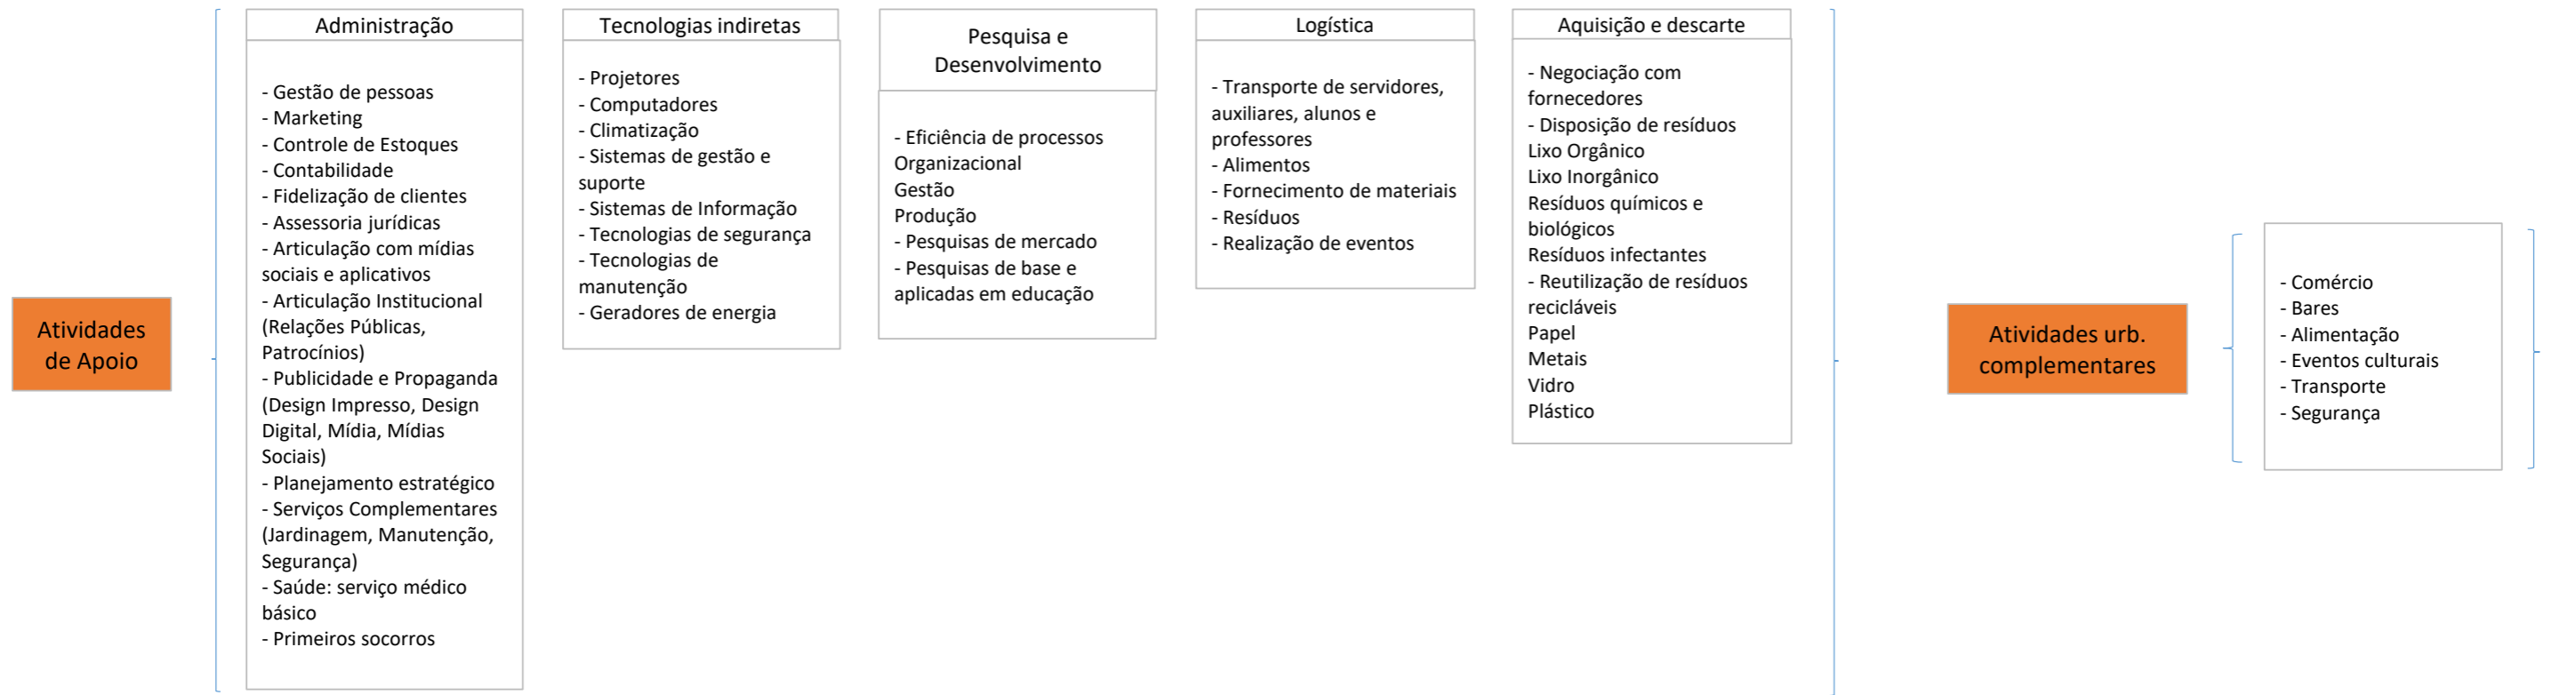 Atividades
de Apoio
Administração
- Gestão de pessoas
- Marketing
- Controle de Estoques
- Contabilidade
- Fidelização de clientes
- Assessoria jurídicas
- Articulação com mídias
sociais e aplicativos
- Articulação Institucional
(Relações Públicas,
Patrocínios)
- Publicidade e Propaganda
(Design Impresso, Design
Digital, Mídia, Mídias
Sociais)
- Planejamento estratégico
- Serviços Complementares
(Jardinagem, Manutenção,
Segurança)
- Saúde: serviço médico
básico
- Primeiros socorros
Tecnologias indiretas
- Projetores
- Computadores
- Climatização
- Sistemas de gestão e
suporte
- Sistemas de Informação
- Tecnologias de segurança
- Tecnologias de
manutenção
- Geradores de energia
Pesquisa e
Desenvolvimento
- Eficiência de processos
Organizacional
Gestão
Produção
- Pesquisas de mercado
- Pesquisas de base e
aplicadas em educação
Logística
- Transporte de servidores,
auxiliares, alunos e
professores
- Alimentos
- Fornecimento de materiais
- Resíduos
- Realização de eventos
Aquisição e descarte
- Negociação com
fornecedores
- Disposição de resíduos
Lixo Orgânico
Lixo Inorgânico
Resíduos químicos e
biológicos
Resíduos infectantes
- Reutilização de resíduos
recicláveis
Papel
Metais
Vidro
Plástico
Atividades urb.
complementares
- Comércio
- Bares
- Alimentação
- Eventos culturais
- Transporte
- Segurança